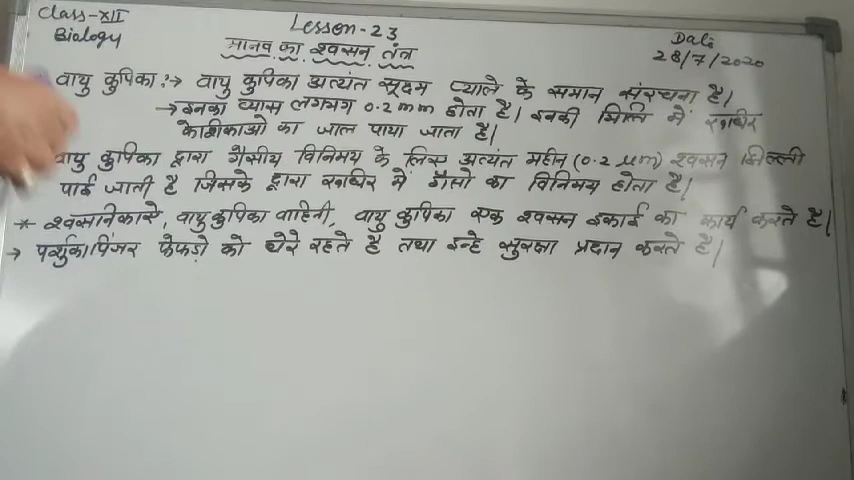 Class-XII
Biology
Lesson-23
मानव का श्वसन तंत्र
Date
28/7/2020
वायु कुपिका:→ वायु कुपिका अत्यंत सूक्ष्म प्याले के समान संरचना है।
→ इनका व्यास लगभग 0.2 mm होता है। इनकी भित्ति में रूधिर
केशिकाओ का जाल पाया जाता है।
वायु कुपिका द्वारा गैसीय विनिमय के लिए अत्यंत महीन (0.2 μm) श्वसन झिल्ली
पाई जाती है जिसके द्वारा रूधिर में गैसो का विनिमय होता है।
* श्वसनिकाये, वायु कुपिका वाहिनी, वायु कुपिका एक श्वसन इकाई का कार्य करते है।
→ पर्शुका पिंजर फेफड़ो को घेरे रहते है तथा इन्हे सुरक्षा प्रदान करते है।